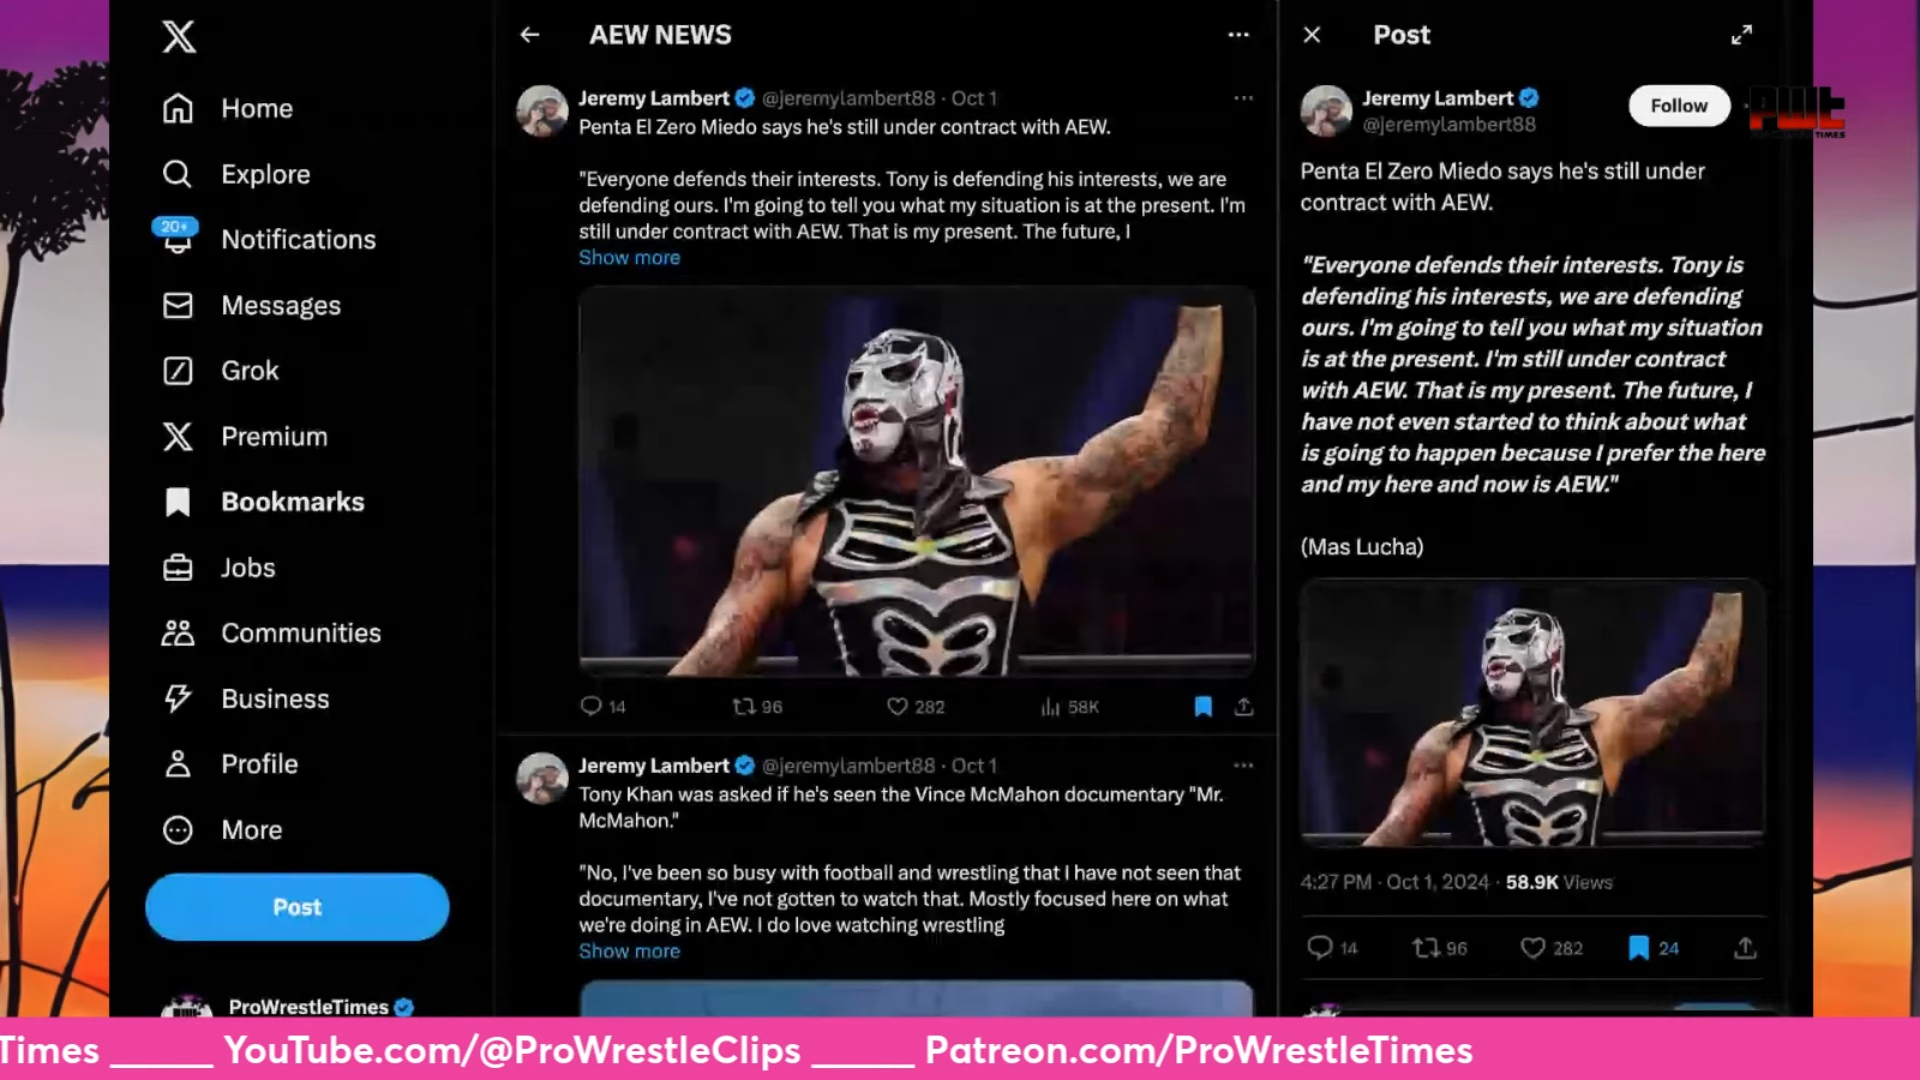 Home
Explore
20+
Notifications
Messages
Grok
Premium
Bookmarks
Jobs
Communities
Business
Profile
More
Post
ProWrestleTimes
AEW NEWS
Jeremy Lambert @jeremylambert88 · Oct 1
Penta El Zero Miedo says he's still under contract with AEW.
"Everyone defends their interests. Tony is defending his interests, we are
defending ours. I'm going to tell you what my situation is at the present. I'm
still under contract with AEW. That is my present. The future, I
Show more
14 96 282 58K
Jeremy Lambert @jeremylambert88 · Oct 1
Tony Khan was asked if he's seen the Vince McMahon documentary "Mr.
McMahon."
"No, I've been so busy with football and wrestling that I have not seen that
documentary, I've not gotten to watch that. Mostly focused here on what
we're doing in AEW. I do love watching wrestling
Show more
Post
Jeremy Lambert
@jeremylambert88
Follow
PWT
TIMES
Penta El Zero Miedo says he's still under
contract with AEW.
"Everyone defends their interests. Tony is
defending his interests, we are defending
ours. I'm going to tell you what my situation
is at the present. I'm still under contract
with AEW. That is my present. The future, I
have not even started to think about what
is going to happen because I prefer the here
and my here and now is AEW."
(Mas Lucha)
4:27 PM · Oct 1, 2024 · 58.9K Views
14 96 282 24
Times _____ YouTube.com/@ProWrestleClips _____ Patreon.com/ProWrestleTimes